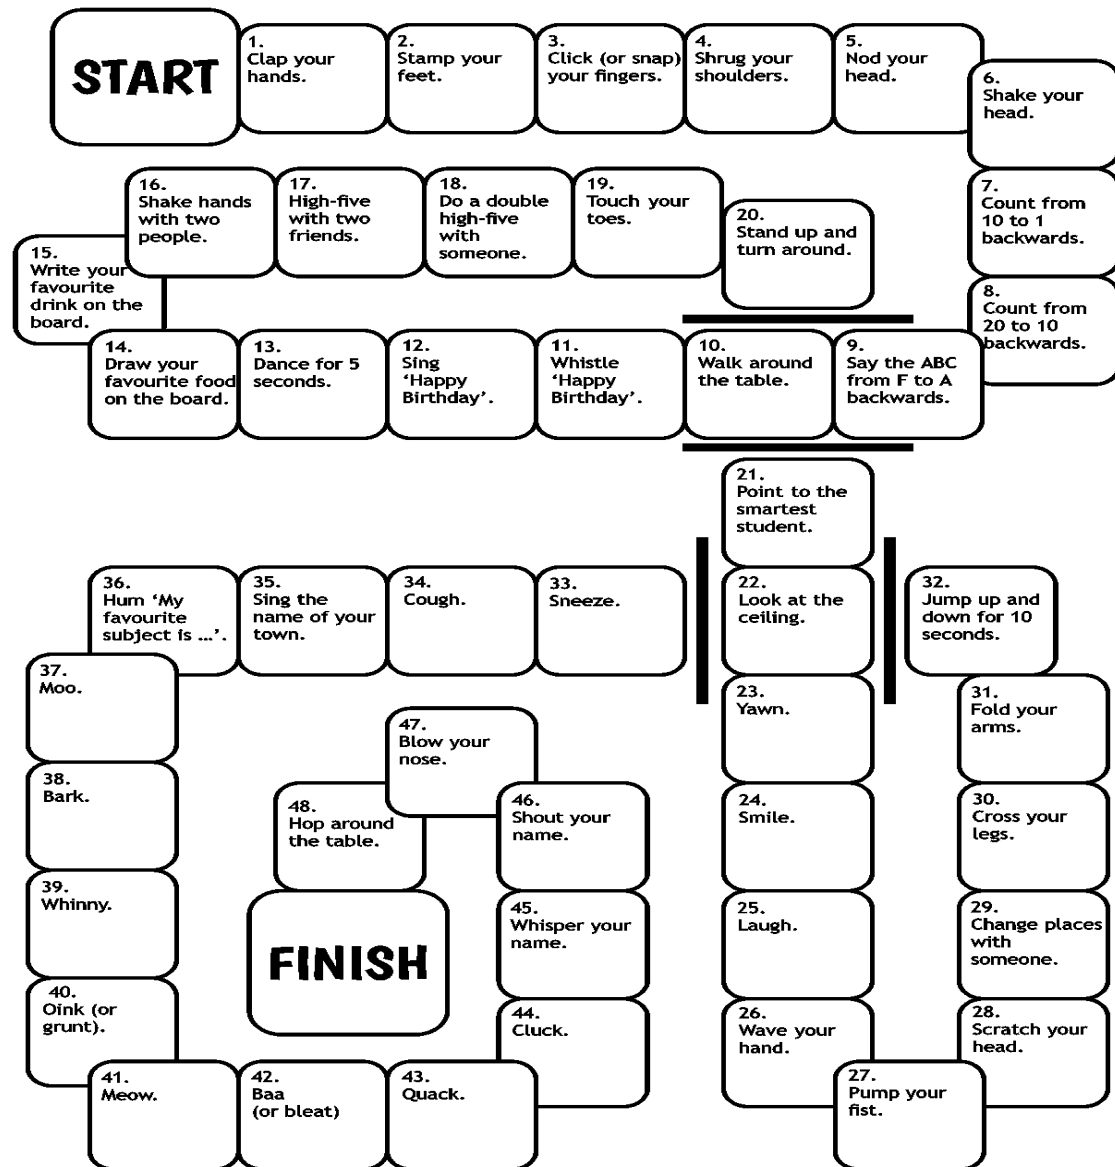 START
1.
Clap your
hands.
2.
Stamp your
feet.
3.
Click (or snap)
your fingers.
4.
Shrug your
shoulders.
5.
Nod your
head.
6.
Shake your
head.
7.
Count from
10 to 1
backwards.
8.
Count from
20 to 10
backwards.
9.
Say the ABC
from F to A
backwards.
10.
Walk around
the table.
11.
Whistle
‘Happy
Birthday’.
12.
Sing
‘Happy
Birthday’.
13.
Dance for 5
seconds.
14.
Draw your
favourite food
on the board.
15.
Write your
favourite
drink on the
board.
16.
Shake hands
with two
people.
17.
High-five
with two
friends.
18.
Do a double
high-five
with
someone.
19.
Touch your
toes.
20.
Stand up and
turn around.
21.
Point to the
smartest
student.
22.
Look at the
ceiling.
23.
Yawn.
24.
Smile.
25.
Laugh.
26.
Wave your
hand.
27.
Pump your
fist.
28.
Scratch your
head.
29.
Change places
with
someone.
30.
Cross your
legs.
31.
Fold your
arms.
32.
Jump up and
down for 10
seconds.
33.
Sneeze.
34.
Cough.
35.
Sing the
name of your
town.
36.
Hum ‘My
favourite
subject is ...’.
37.
Moo.
38.
Bark.
39.
Whinny.
40.
Oink (or
grunt).
41.
Meow.
42.
Baa
(or bleat)
43.
Quack.
44.
Cluck.
45.
Whisper your
name.
46.
Shout your
name.
47.
Blow your
nose.
48.
Hop around
the table.
FINISH